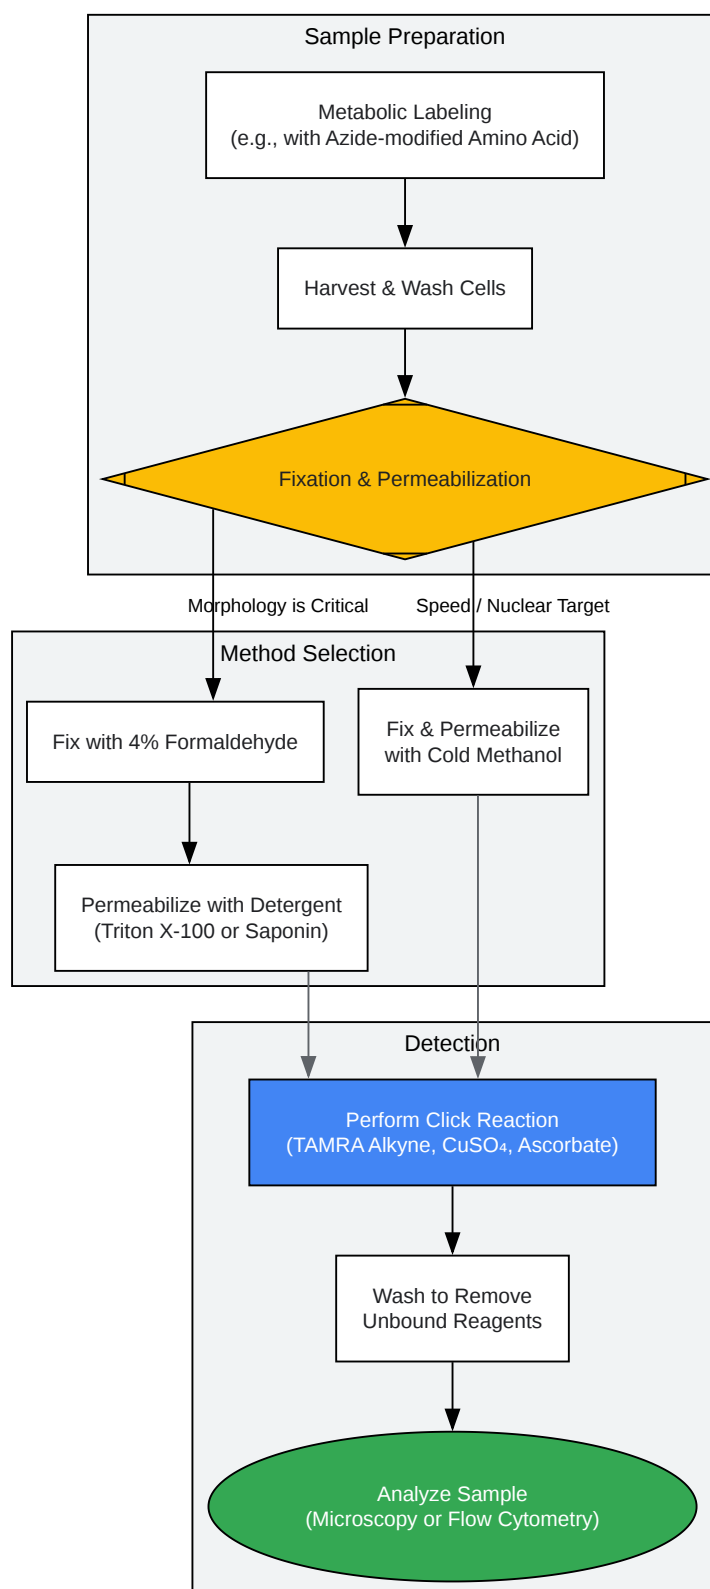 Sample Preparation
Metabolic Labeling
(e.g., with Azide-modified Amino Acid)
Harvest & Wash Cells
Fixation & Permeabilization
Morphology is Critical
Speed / Nuclear Target
Method Selection
Fix with 4% Formaldehyde
Fix & Permeabilize
with Cold Methanol
Permeabilize with Detergent
(Triton X-100 or Saponin)
Detection
Perform Click Reaction
(TAMRA Alkyne, CuSO₄, Ascorbate)
Wash to Remove
Unbound Reagents
Analyze Sample
(Microscopy or Flow Cytometry)